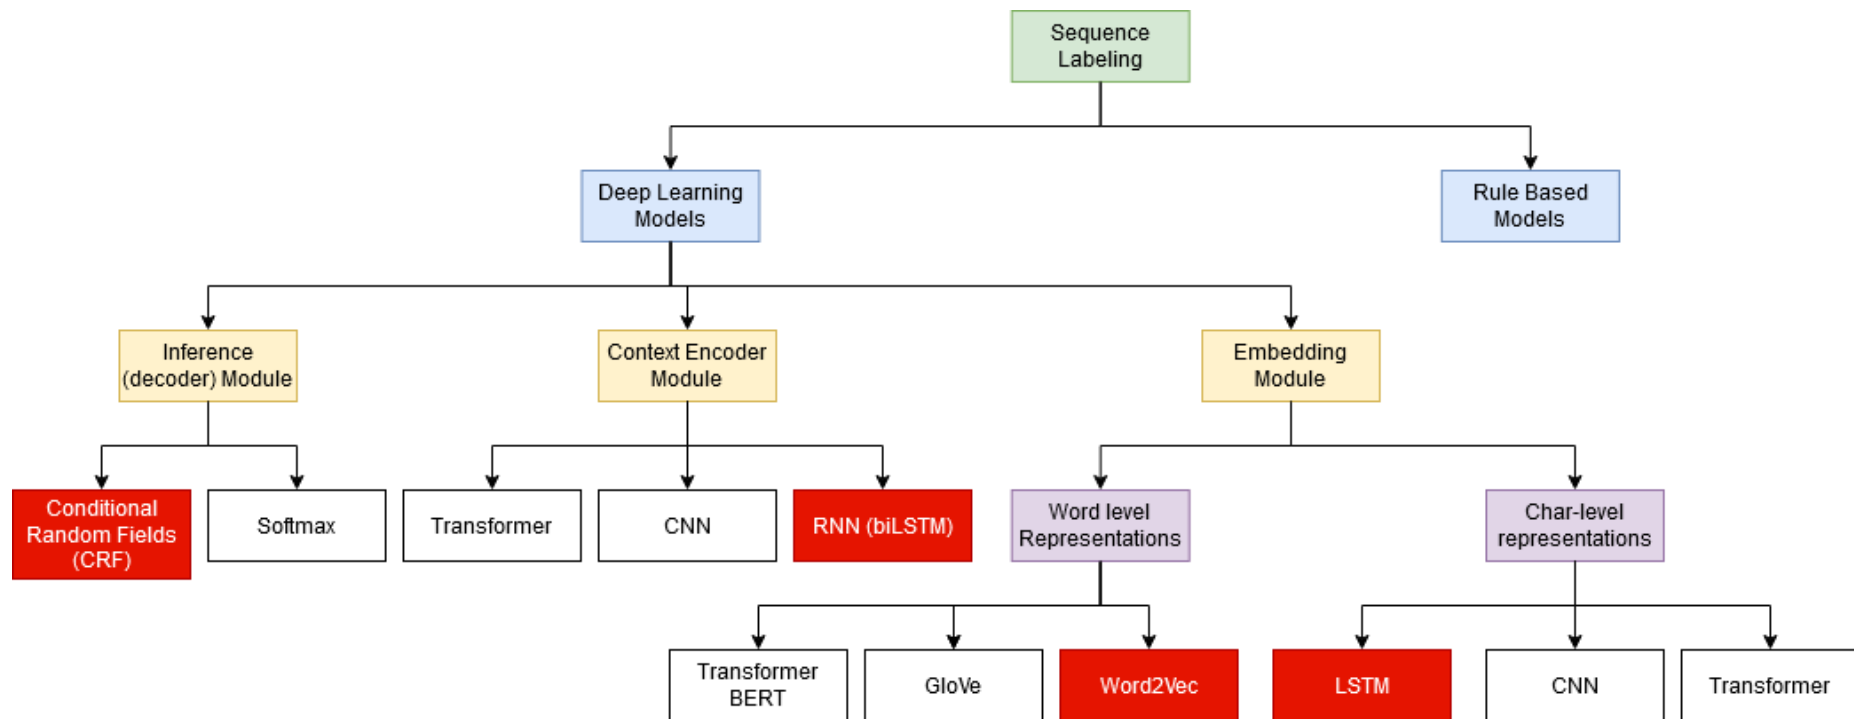 Sequence
Labeling
Deep Learning
Models
Rule Based
Models
Inference
(decoder) Module
Context Encoder
Module
Embedding
Module
Conditional
Random Fields
(CRF)
Softmax
Transformer
CNN
RNN (biLSTM)
Word level
Representations
Char-level
representations
Transformer
BERT
GloVe
Word2Vec
LSTM
CNN
Transformer